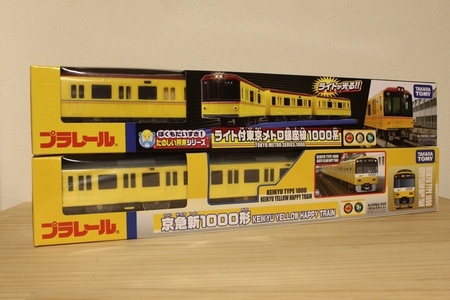 ライトが光る!!
TAKARA TOMY
プラレール
ぼくもだいすき!
たのしい列車シリーズ
ライト付東京メトロ銀座線1000系
TOKYO METRO SERIES 1000
TAKARA TOMY
KEIKYU TYPE 1000
KEIKYU YELLOW HAPPY TRAIN
プラレール
京急新1000形 KEIKYU YELLOW HAPPY TRAIN